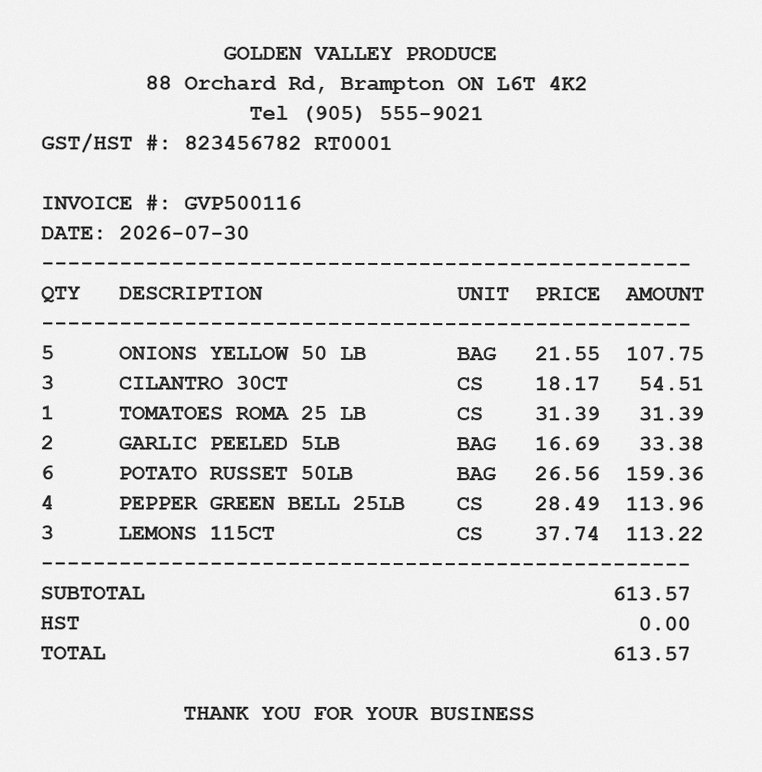 GOLDEN VALLEY PRODUCE
88 Orchard Rd, Brampton ON L6T 4K2
Tel (905) 555-9021
GST/HST #: 823456782 RT0001
INVOICE #: GVP500116
DATE: 2026-07-30
--------------------------------------------------
QTY DESCRIPTION UNIT PRICE AMOUNT
--------------------------------------------------
5 ONIONS YELLOW 50 LB BAG 21.55 107.75
3 CILANTRO 30CT CS 18.17 54.51
1 TOMATOES ROMA 25 LB CS 31.39 31.39
2 GARLIC PEELED 5LB BAG 16.69 33.38
6 POTATO RUSSET 50LB BAG 26.56 159.36
4 PEPPER GREEN BELL 25LB CS 28.49 113.96
3 LEMONS 115CT CS 37.74 113.22
--------------------------------------------------
SUBTOTAL 613.57
HST 0.00
TOTAL 613.57
THANK YOU FOR YOUR BUSINESS